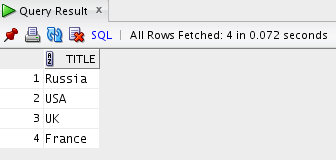 Query Result ×
SQL | All Rows Fetched: 4 in 0.072 seconds
TITLE
1 Russia
2 USA
3 UK
4 France